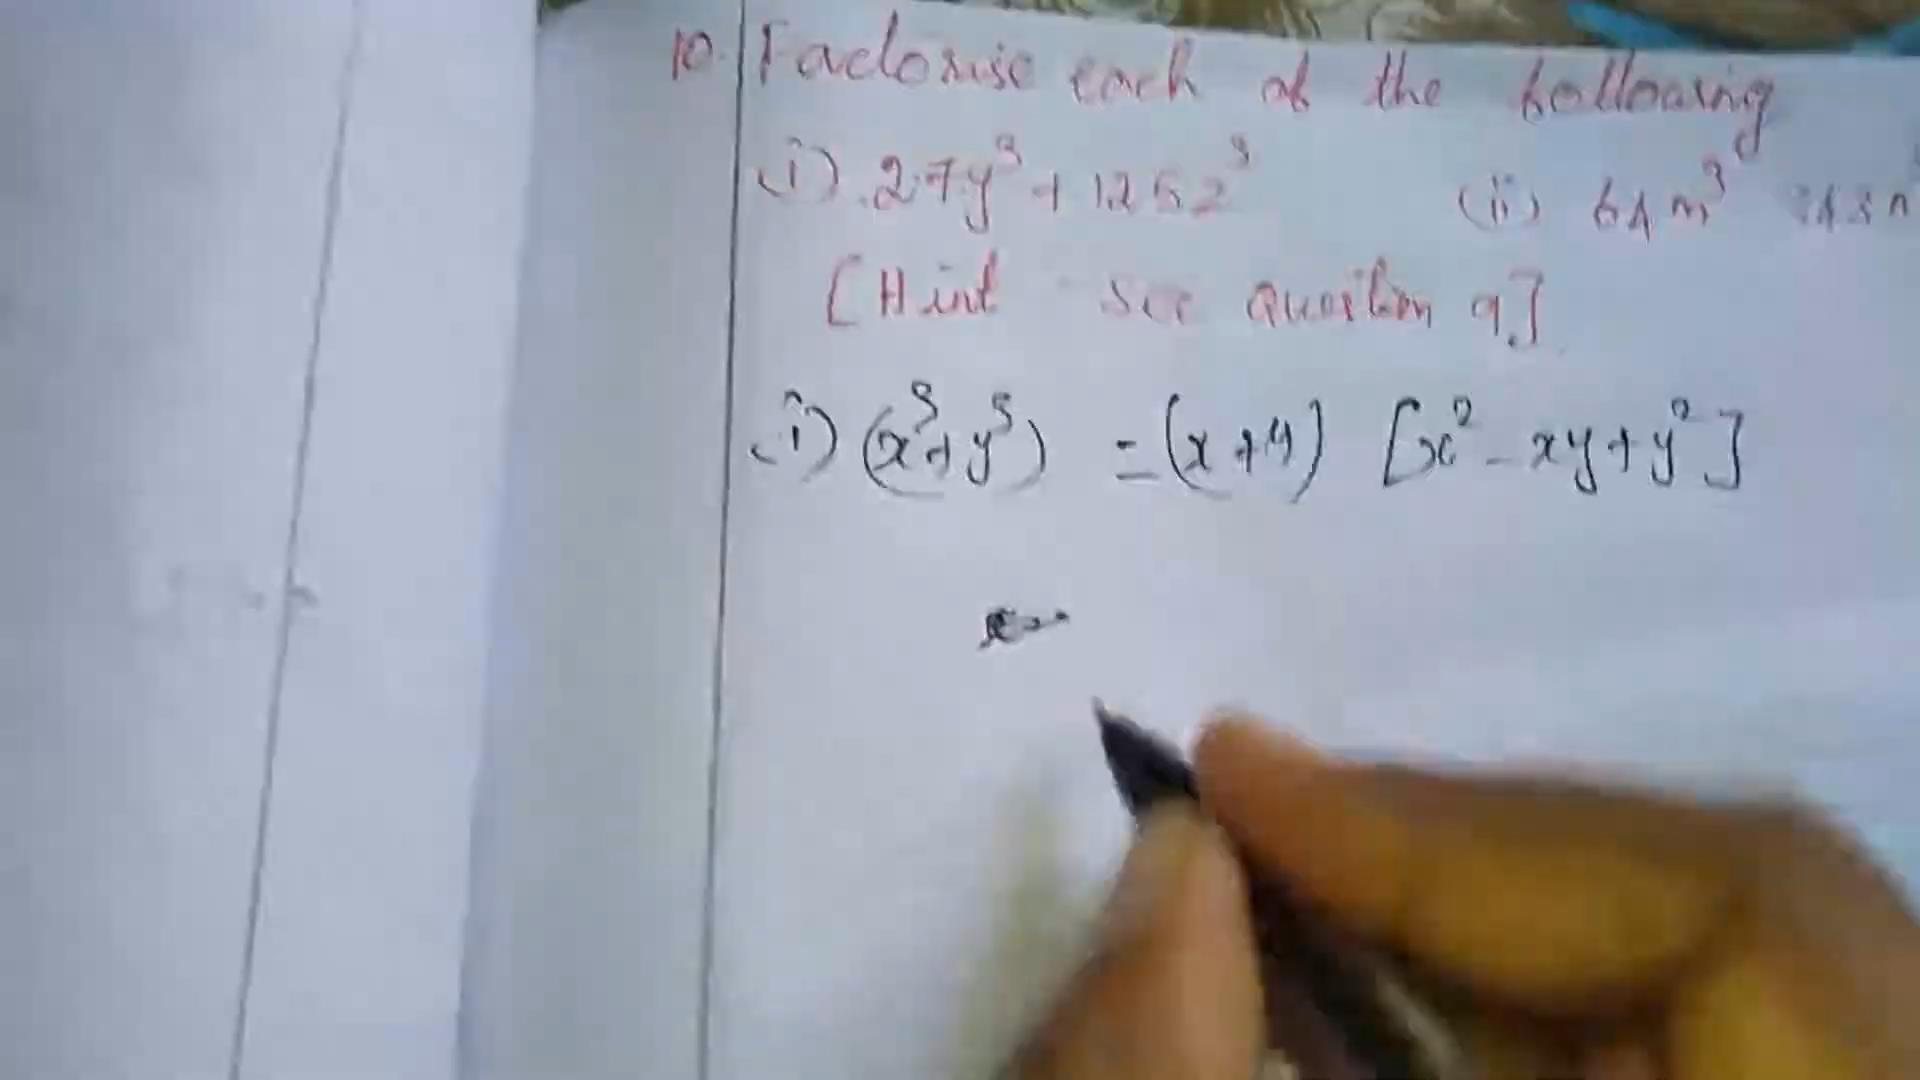 10. Factorise each of the following
(i) 27y³ + 125z³ (ii) 64m³ 343n³
[Hint see question 9]
(i) (x³+y³) = (x+y) [x² - xy + y²]